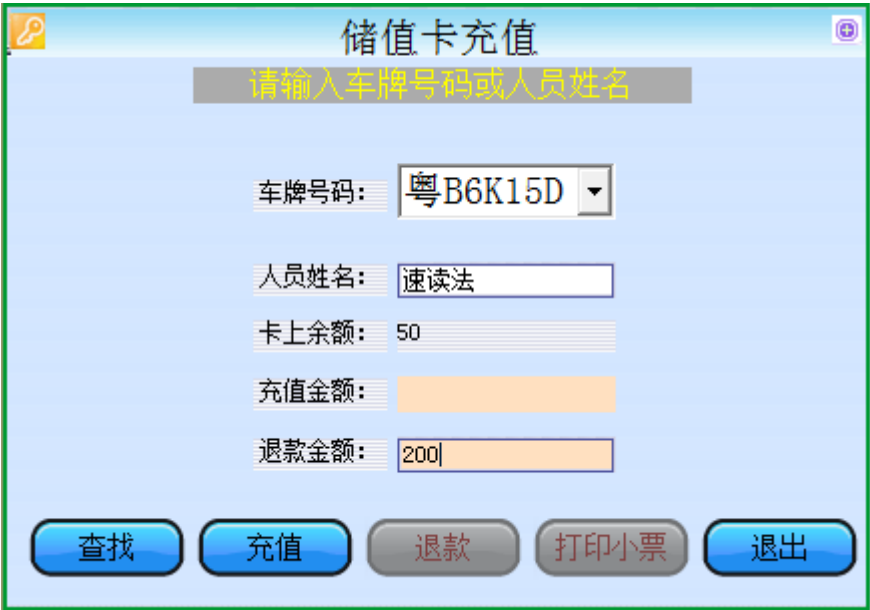 储值卡充值
请输入车牌号码或人员姓名
车牌号码: 粤B6K15D
人员姓名: 速读法
卡上余额: 50
充值金额:
退款金额: 200
查找 充值 退款 打印小票 退出